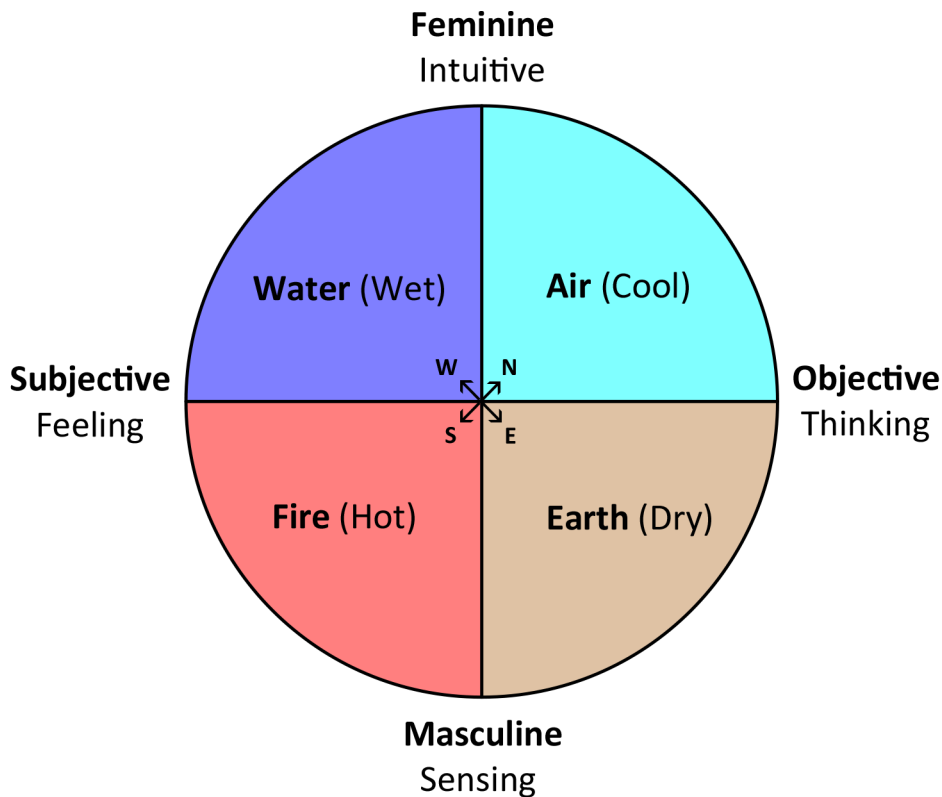 Feminine
Intuitive
Water (Wet)
Air (Cool)
W
N
Subjective
Feeling
Objective
Thinking
S
E
Fire (Hot)
Earth (Dry)
Masculine
Sensing